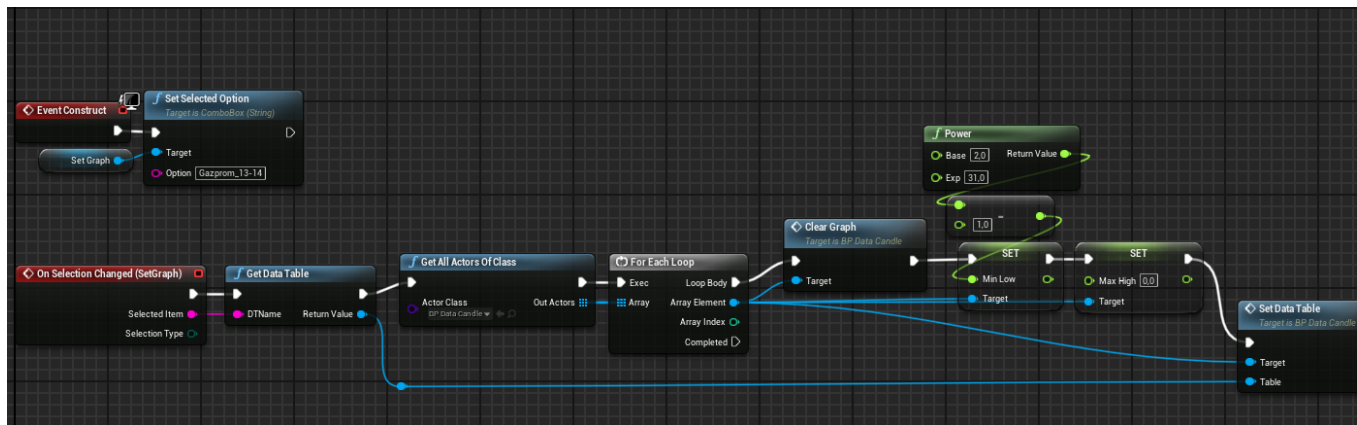 Event Construct
Set Graph
f Set Selected Option
Target is ComboBox (String)
Target
Option Gazprom_13-14
On Selection Changed (SetGraph)
Selected Item
Selection Type
f Get Data Table
DTName Return Value
f Get All Actors Of Class
Actor Class Out Actors
BP Data Candle
For Each Loop
Exec Loop Body
Array Array Element
Array Index
Completed
Clear Graph
Target is BP Data Candle
Target
f Power
Base 2,0 Return Value
Exp 31,0
-
1,0
SET
Min Low
Target
SET
Max High 0,0
Target
Set Data Table
Target is BP Data Candle
Target
Table